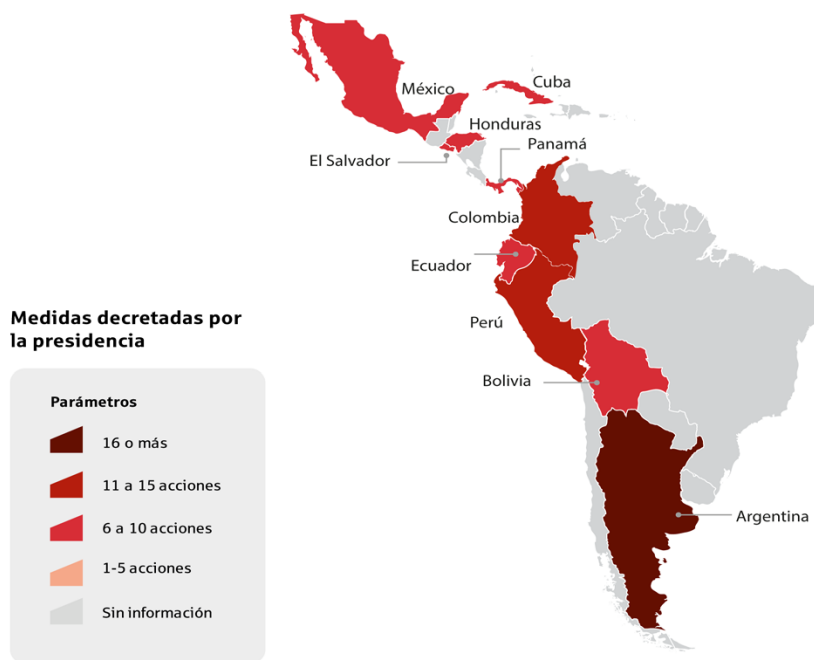 México
Cuba
Honduras
El Salvador
Panamá
Colombia
Ecuador
Perú
Bolivia
Argentina
Medidas decretadas por
la presidencia
Parámetros
16 o más
11 a 15 acciones
6 a 10 acciones
1-5 acciones
Sin información